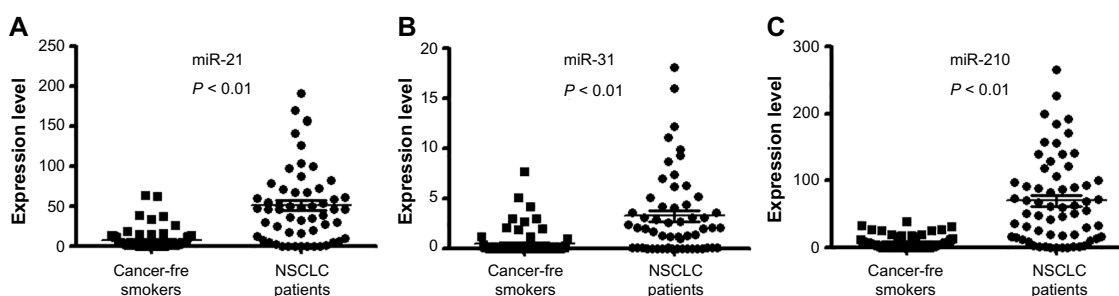 A
250
200
150
100
50
0
Expression level
miR-21
P < 0.01
Cancer-fre
smokers
NSCLC
patients
B
20
15
10
5
0
Expression level
miR-31
P < 0.01
Cancer-fre
smokers
NSCLC
patients
C
300
200
100
0
Expression level
miR-210
P < 0.01
Cancer-fre
smokers
NSCLC
patients